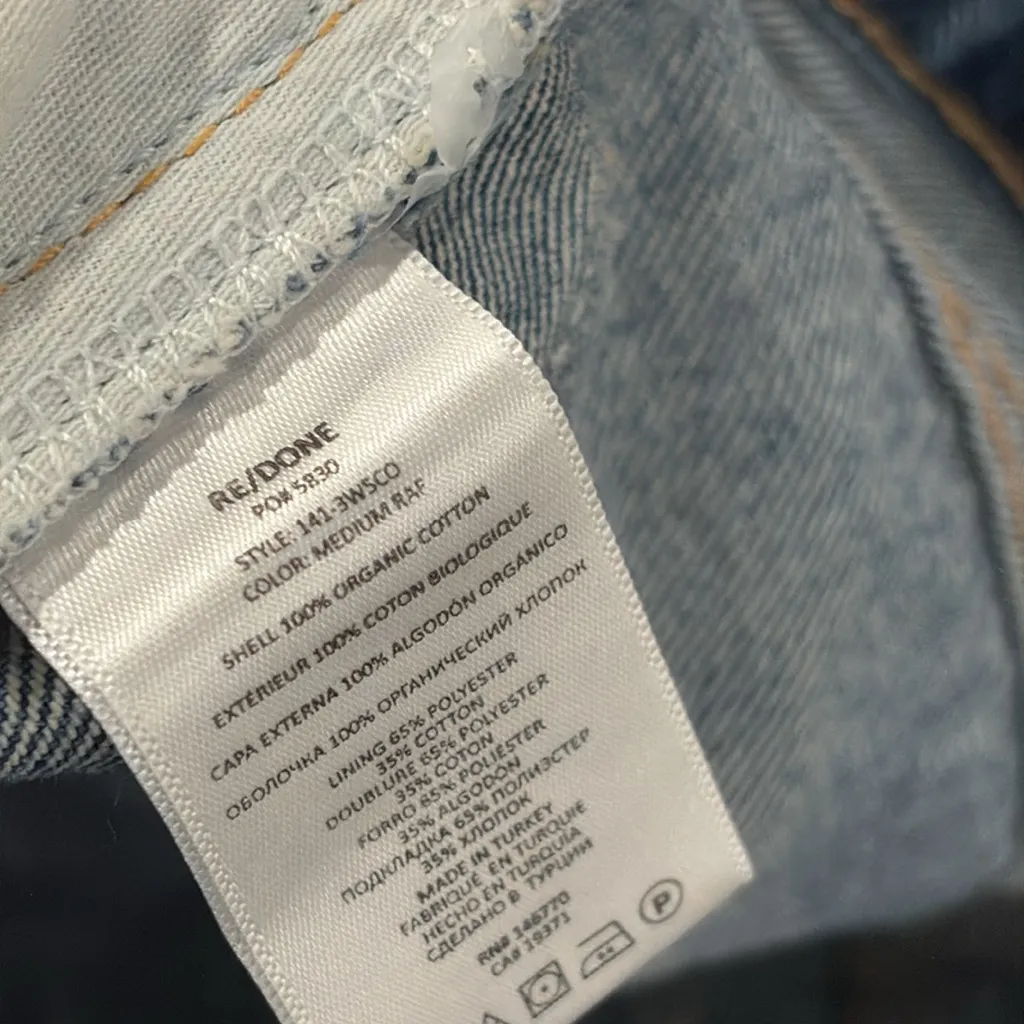 RE/DONE
PO# 5830
STYLE: 141-3W5CO
COLOR: MEDIUM RAF
SHELL 100% ORGANIC COTTON
EXTÉRIEUR 100% COTON BIOLOGIQUE
CAPA EXTERNA 100% ALGODÓN ORGÁNICO
ОБОЛОЧКА 100% ОРГАНИЧЕСКИЙ ХЛОПОК
LINING 65% POLYESTER
35% COTTON
DOUBLURE 65% POLYESTER
35% COTON
FORRO 65% POLIÉSTER
35% ALGODÓN
ПОДКЛАДКА 65% ПОЛИЭСТЕР
35% ХЛОПОК
MADE IN TURKEY
FABRIQUÉ EN TURQUIE
HECHO EN TURQUÍA
СДЕЛАНО В ТУРЦИИ
RN# 146770
CA# 19371
P